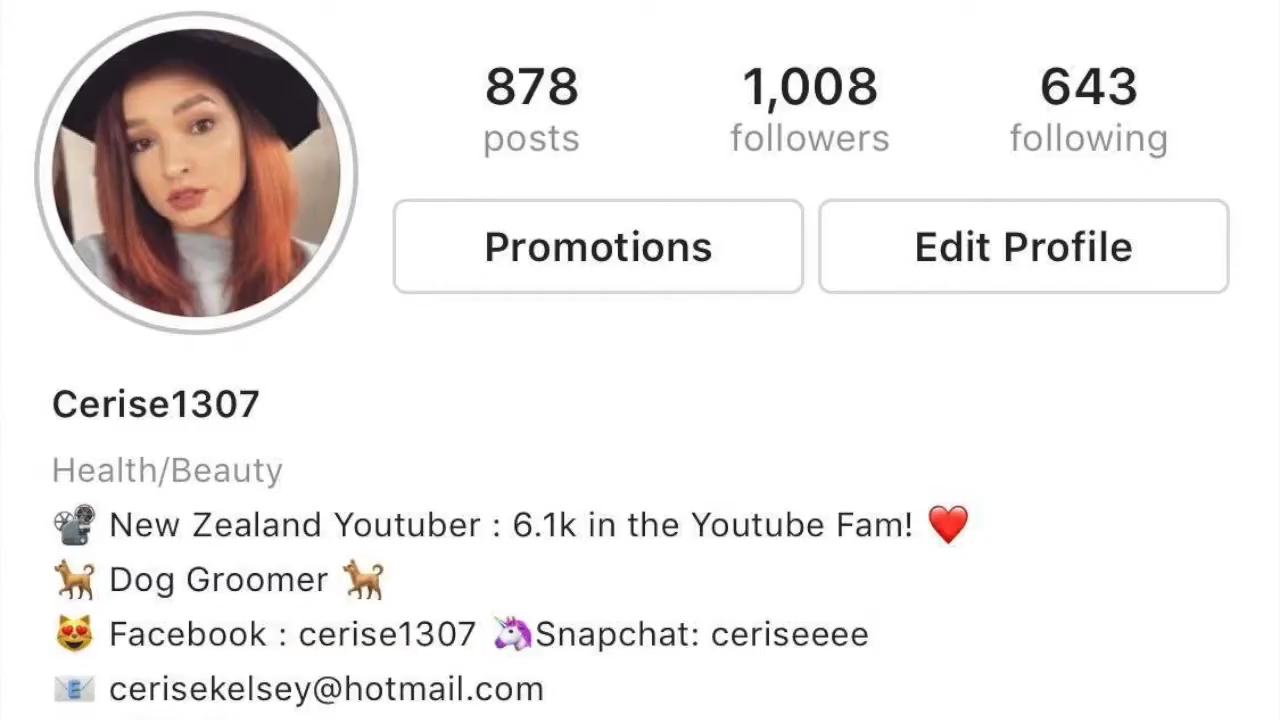 878 1,008 643
posts followers following
Promotions Edit Profile
Cerise1307
Health/Beauty
📽 New Zealand Youtuber : 6.1k in the Youtube Fam! ❤️
🐕 Dog Groomer 🐕
😻 Facebook : cerise1307 🦄Snapchat: ceriseeee
📧 cerisekelsey@hotmail.com